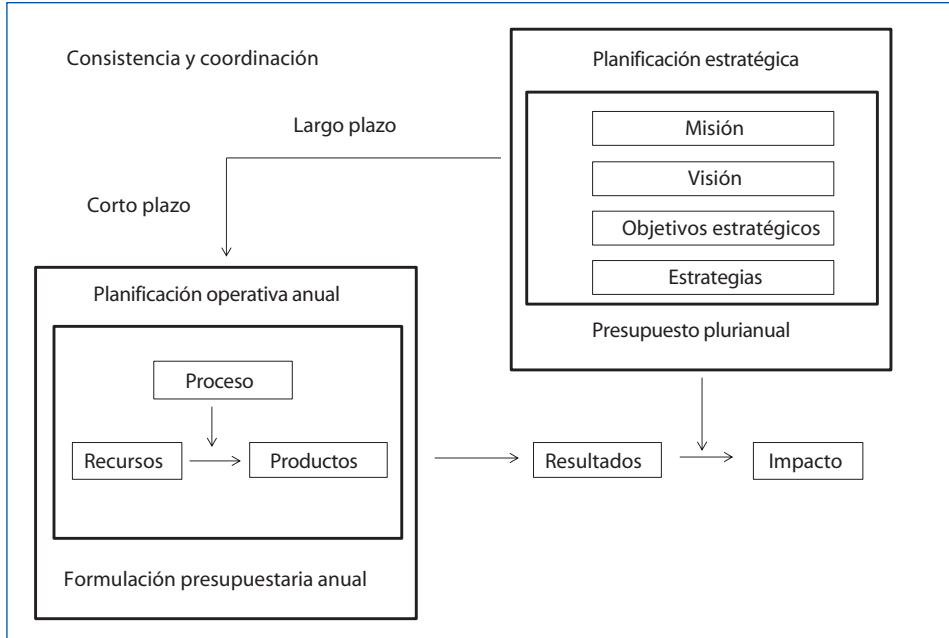 Consistencia y coordinación
Planificación estratégica
Misión
Visión
Objetivos estratégicos
Estrategias
Presupuesto plurianual
Largo plazo
Corto plazo
Planificación operativa anual
Proceso
Recursos
Productos
Formulación presupuestaria anual
Resultados
Impacto